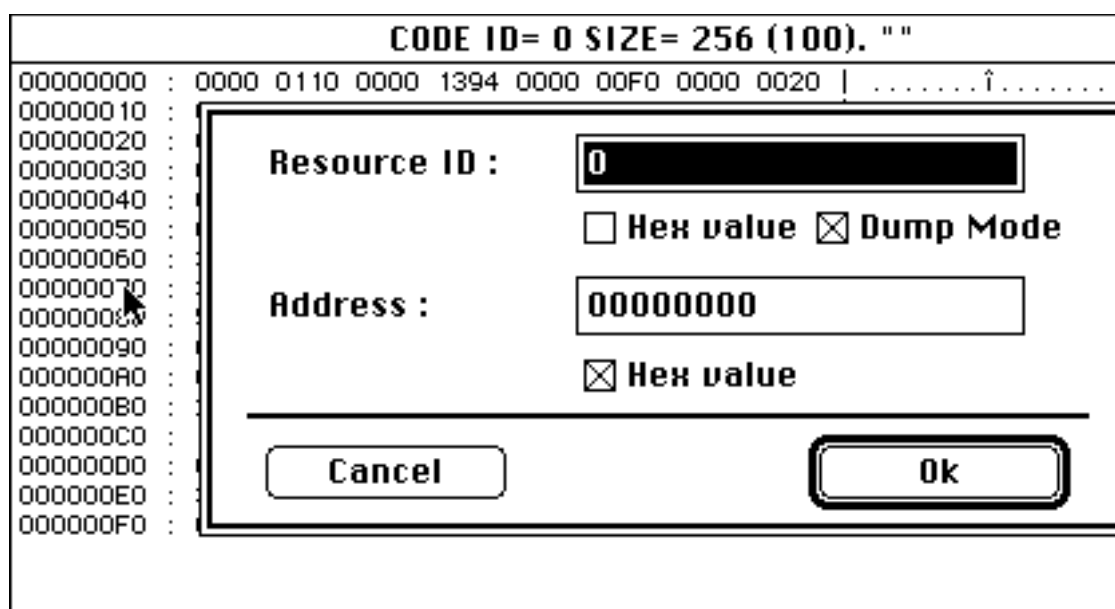 CODE ID= 0 SIZE= 256 (100). ""
00000000 : 0000 0110 0000 1394 0000 00F0 0000 0020 | .......î.......
00000010 :
00000020 :
00000030 :
00000040 :
00000050 :
00000060 :
00000070 :
00000080 :
00000090 :
000000A0 :
000000B0 :
000000C0 :
000000D0 :
000000E0 :
000000F0 :
Resource ID : 0
Hex value Dump Mode
Address : 00000000
Hex value
Cancel Ok